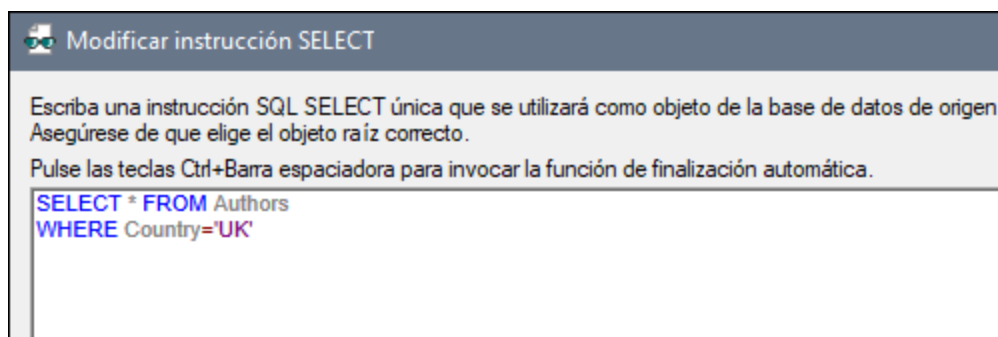 Modificar instrucción SELECT
Escriba una instrucción SQL SELECT única que se utilizará como objeto de la base de datos de origen
Asegúrese de que elige el objeto raíz correcto.
Pulse las teclas Ctrl+Barra espaciadora para invocar la función de finalización automática.
SELECT * FROM Authors
WHERE Country='UK'